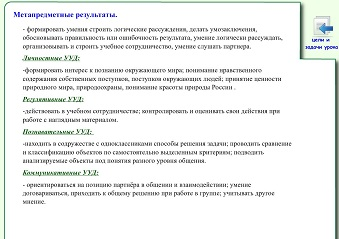 Метапредметные результаты.
- формировать умения строить логические рассуждения, делать умозаключения,
обосновывать правильность или ошибочность результата, умение логически рассуждать,
организовывать и строить учебное сотрудничество, умение слушать партнера.
Личностные УУД:
-формировать интерес к познанию окружающего мира; понимание нравственного
содержания собственных поступков, поступков окружающих людей; принятие ценности
природного мира, природоохраны, понимание красоты природы России .
Регулятивные УУД:
-действовать в учебном сотрудничестве; контролировать и оценивать свои действия при
работе с наглядным материалом.
Познавательные УУД:
-находить в содружестве с одноклассниками способы решения задачи; проводить сравнение
и классификацию объектов по самостоятельно выделенным критериям; подводить
анализируемые объекты под понятия разного уровня общения.
Коммуникативные УУД:
- ориентироваться на позицию партнёра в общении и взаимодействии; умение
договариваться, приходить к общему решению при работе в группе; учитывать другое
мнение.
цели и
задачи урока